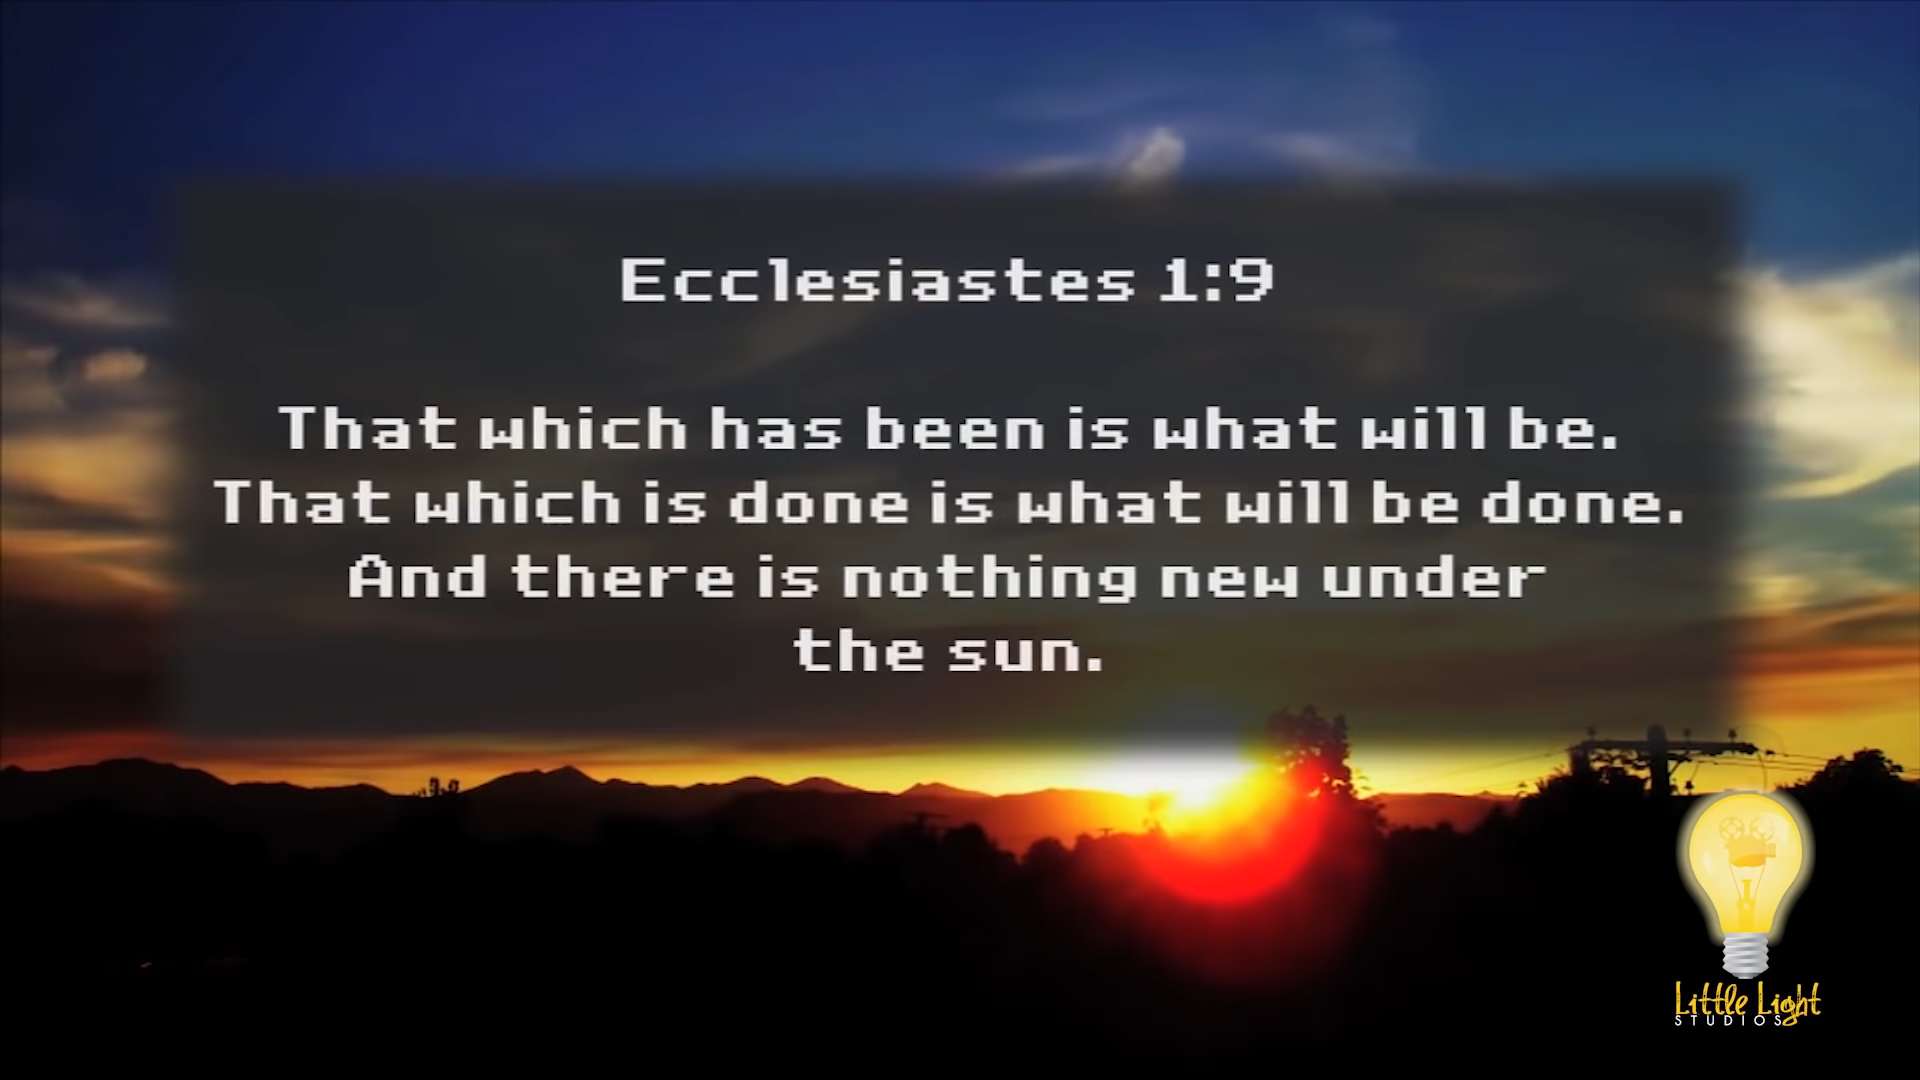 Ecclesiastes 1:9
That which has been is what will be.
That which is done is what will be done.
And there is nothing new under
the sun.
Little Light
STUDIOS